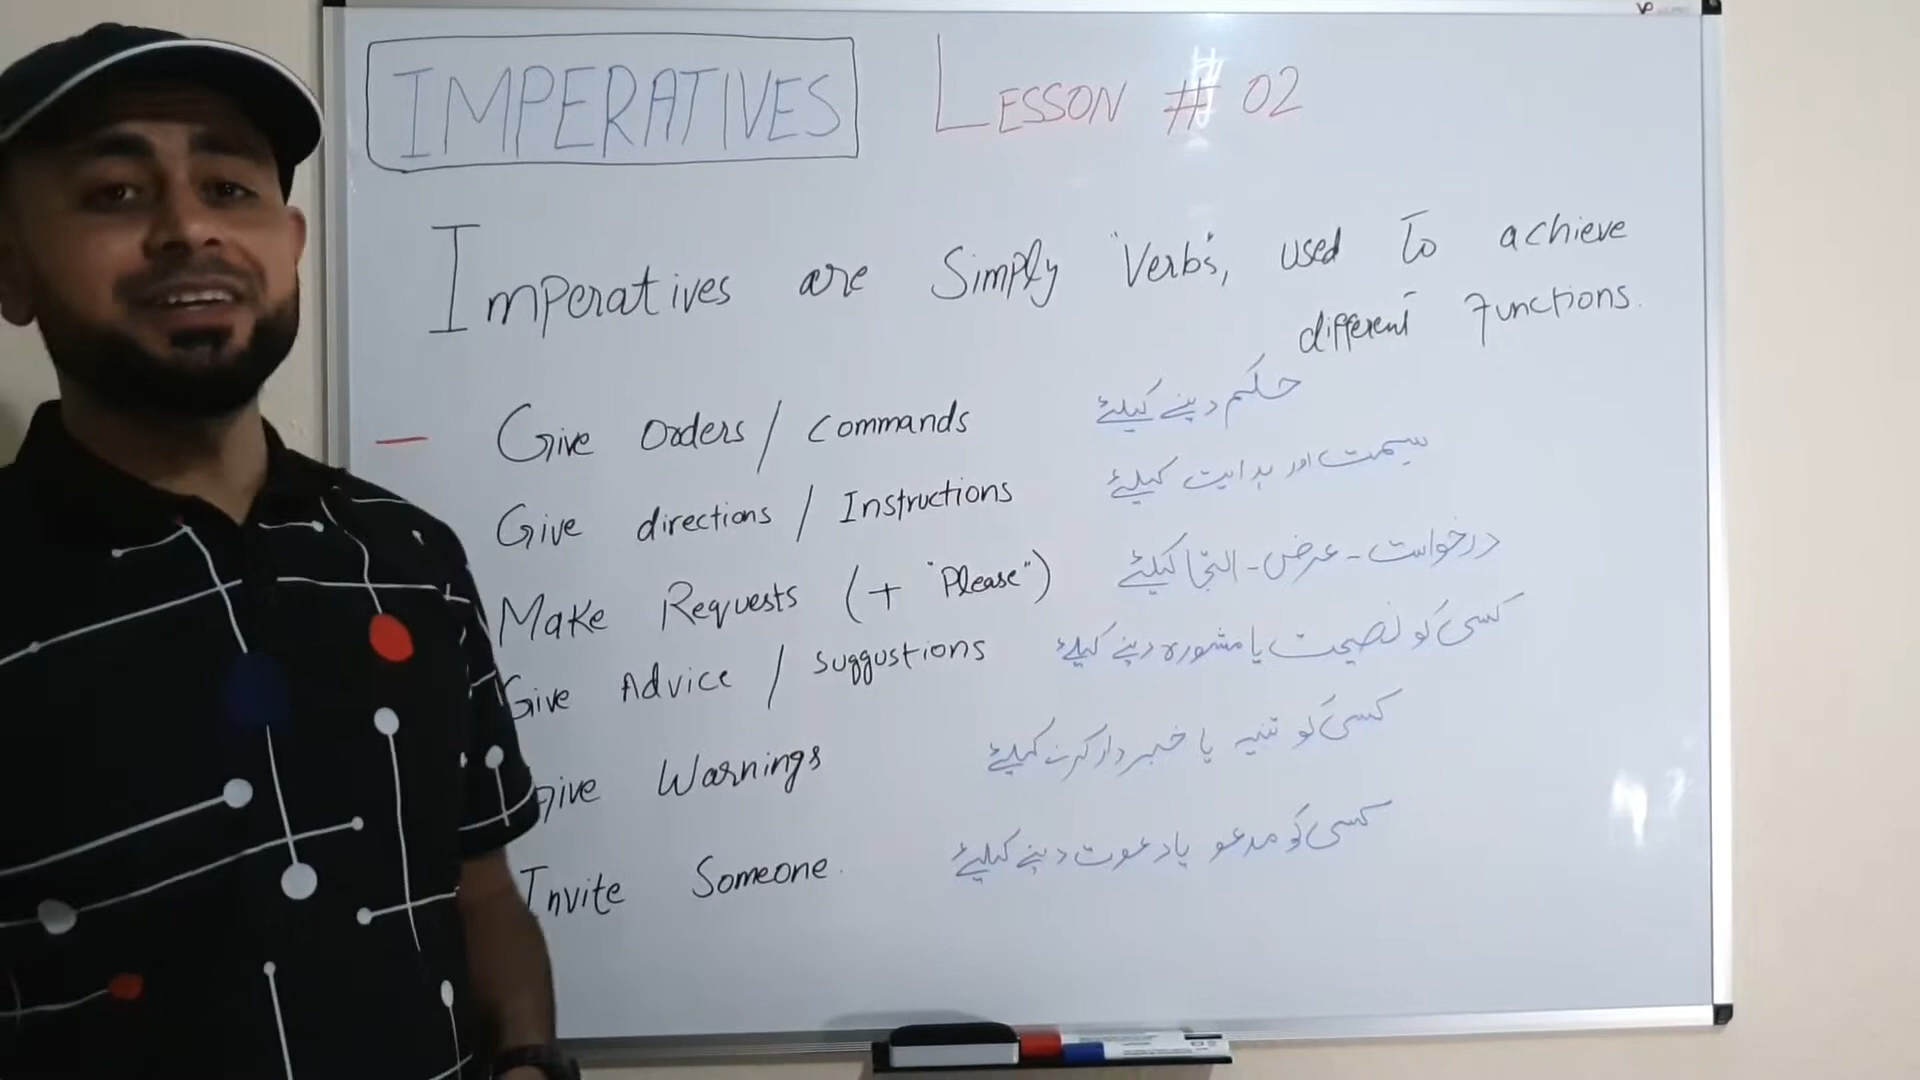 IMPERATIVES LESSON # 02
Imperatives are Simply "Verbs", used To achieve
different Functions.
Give Orders / Commands حکم دینے کیلئے
Give directions / Instructions سیمت اور ہدایت کیلئے
Make Requests (+ "Please") درخواست - عرض - التجا کیلئے
Give Advice / Suggustions کسی کو نصیحت یا مشورہ دینے کیلئے
Give Warnings کسی کو تنبیہ یا خبردار کرنے کیلئے
Invite Someone. کسی کو مدعو یا دعوت دینے کیلئے